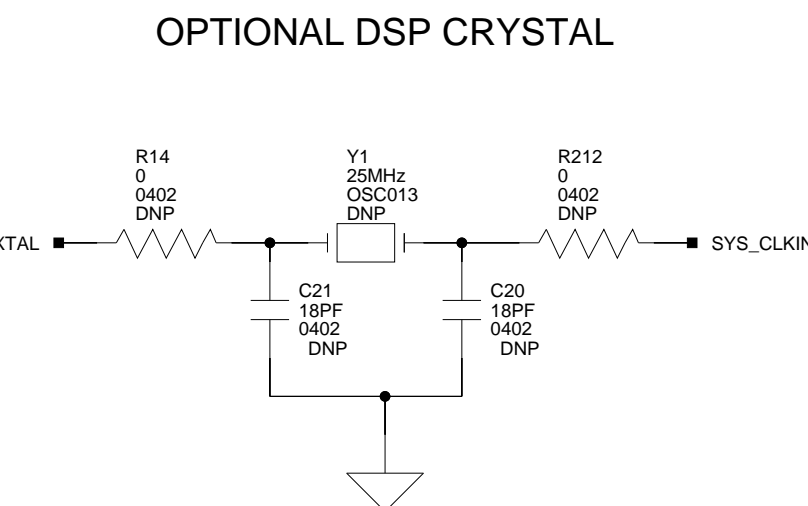 OPTIONAL DSP CRYSTAL
R14
0
0402
DNP
Y1
25MHz
OSC013
DNP
R212
0
0402
DNP
XTAL
SYS_CLKIN
C21
18PF
0402
DNP
C20
18PF
0402
DNP